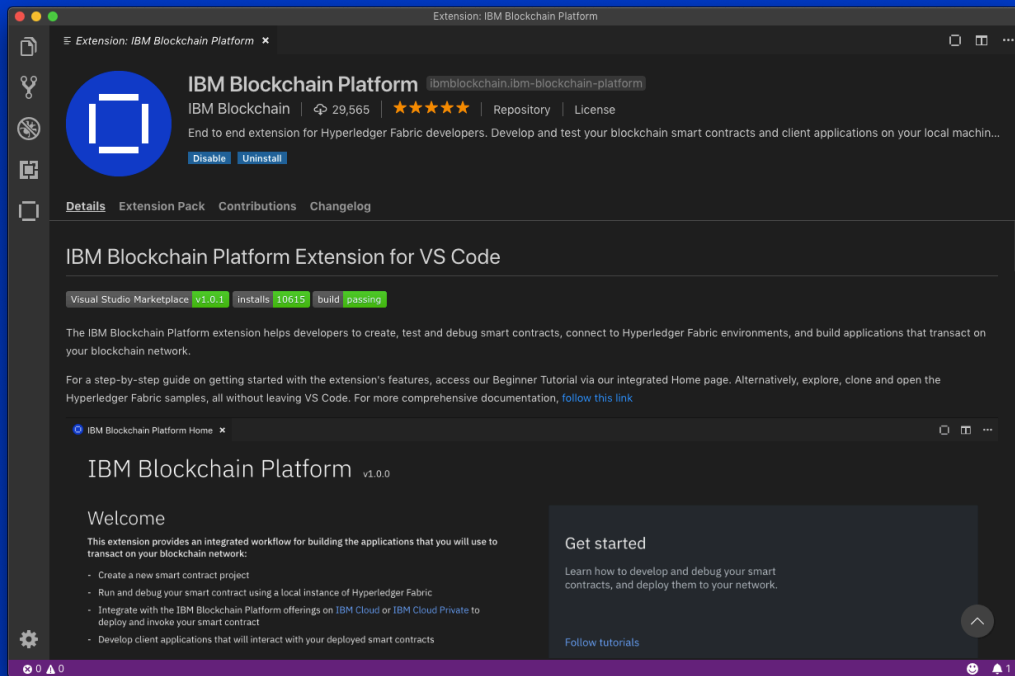 Extension: IBM Blockchain Platform
Extension: IBM Blockchain Platform ×
IBM Blockchain Platform ibmblockchain.ibm-blockchain-platform
IBM Blockchain 29,565 Repository License
End to end extension for Hyperledger Fabric developers. Develop and test your blockchain smart contracts and client applications on your local machin...
Disable Uninstall
Details Extension Pack Contributions Changelog
IBM Blockchain Platform Extension for VS Code
Visual Studio Marketplace v1.0.1 installs 10615 build passing
The IBM Blockchain Platform extension helps developers to create, test and debug smart contracts, connect to Hyperledger Fabric environments, and build applications that transact on
your blockchain network.
For a step-by-step guide on getting started with the extension's features, access our Beginner Tutorial via our integrated Home page. Alternatively, explore, clone and open the
Hyperledger Fabric samples, all without leaving VS Code. For more comprehensive documentation, follow this link
IBM Blockchain Platform Home ×
IBM Blockchain Platform v1.0.0
Welcome
This extension provides an integrated workflow for building the applications that you will use to
transact on your blockchain network:
- Create a new smart contract project
- Run and debug your smart contract using a local instance of Hyperledger Fabric
- Integrate with the IBM Blockchain Platform offerings on IBM Cloud or IBM Cloud Private to
deploy and invoke your smart contract
- Develop client applications that will interact with your deployed smart contracts
Get started
Learn how to develop and debug your smart
contracts, and deploy them to your network.
Follow tutorials
0 0 1